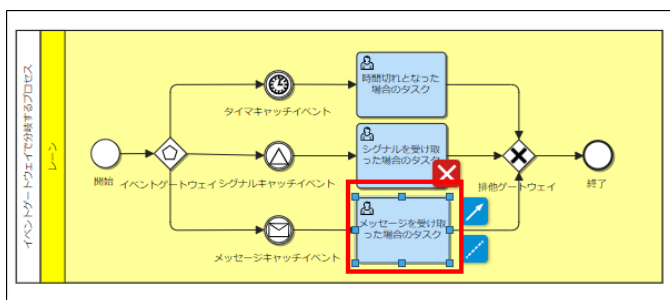 イベントゲートウェイで分岐するプロセス
レーン
時間切れとなった
場合のタスク
タイマキャッチイベント
シグナルを受け取
った場合のタスク
開始
イベントゲートウェイ
シグナルキャッチイベント
排他ゲートウェイ
終了
メッセージを受け取
った場合のタスク
メッセージキャッチイベント